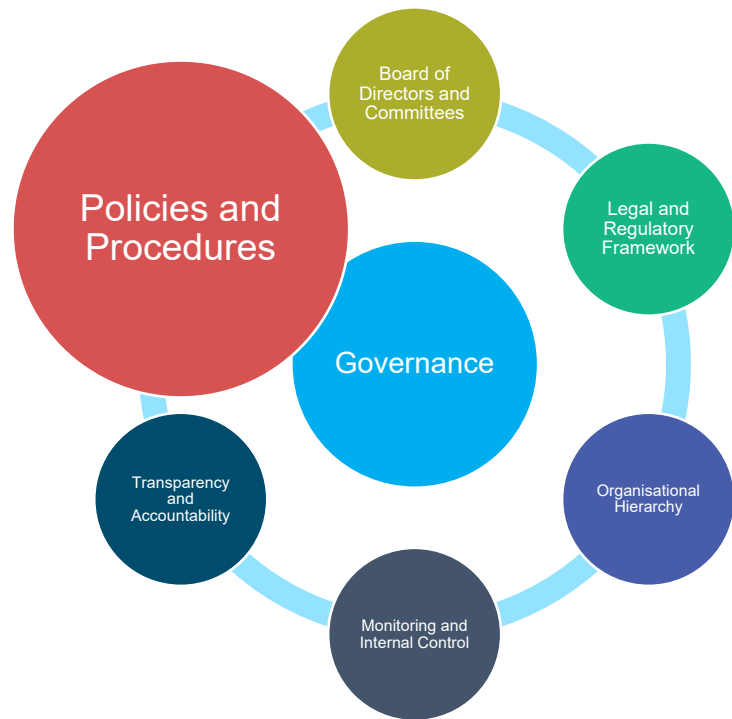 Board of
Directors and
Committees
Policies and
Procedures
Legal and
Regulatory
Framework
Governance
Transparency
and
Accountability
Organisational
Hierarchy
Monitoring and
Internal Control